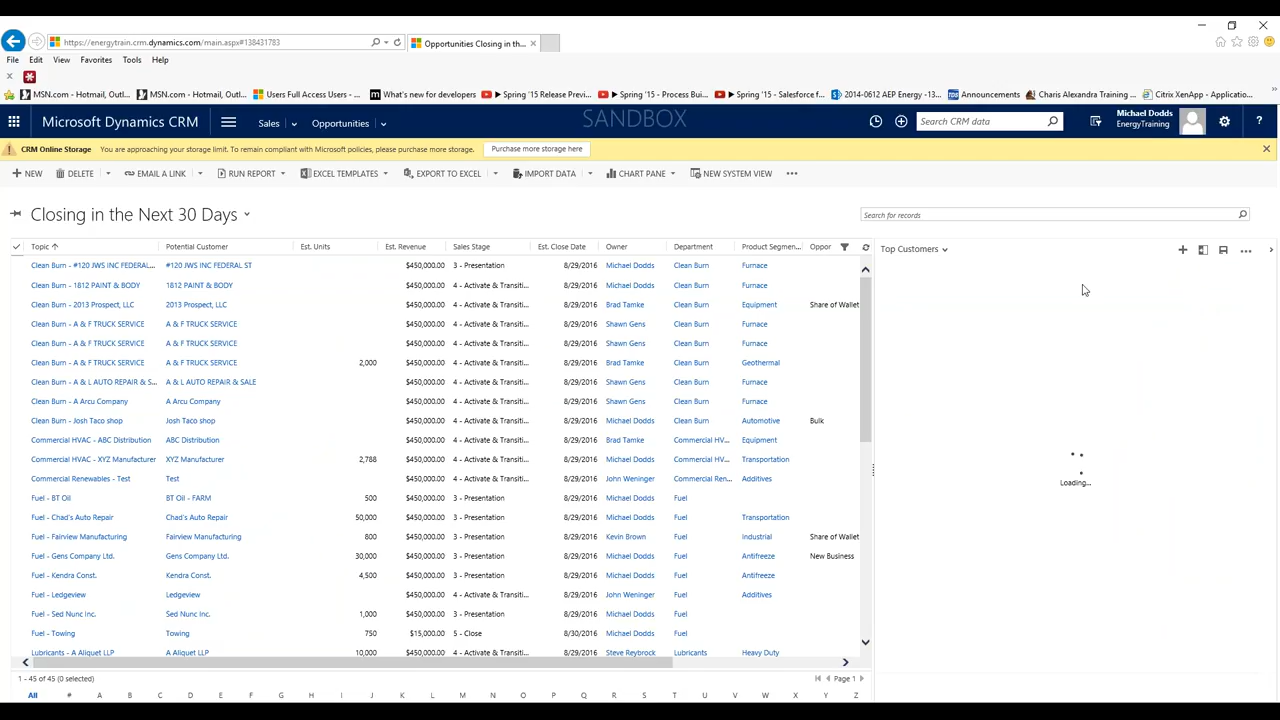 https://energytrain.crm.dynamics.com/main.aspx#138431783
Opportunities Closing in th...
File Edit View Favorites Tools Help
MSN.com - Hotmail, Outl... MSN.com - Hotmail, Outl... Users Full Access Users - ... What's new for developers Spring '15 Release Previ... Spring '15 - Process Bui... Spring '15 - Salesforce f... 2014-0612 AEP Energy -13... Announcements Charis Alexandra Training ... Citrix XenApp - Applicatio...
Microsoft Dynamics CRM Sales Opportunities SANDBOX Search CRM data Michael Dodds
EnergyTraining
CRM Online Storage You are approaching your storage limit. To remain compliant with Microsoft policies, please purchase more storage. Purchase more storage here
NEW DELETE EMAIL A LINK RUN REPORT EXCEL TEMPLATES EXPORT TO EXCEL IMPORT DATA CHART PANE NEW SYSTEM VIEW
Closing in the Next 30 Days Search for records
Topic Potential Customer Est. Units Est. Revenue Sales Stage Est. Close Date Owner Department Product Segmen... Oppor Top Customers
Clean Burn - #120 JWS INC FEDERAL... #120 JWS INC FEDERAL ST $450,000.00 3 - Presentation 8/29/2016 Michael Dodds Clean Burn Furnace
Clean Burn - 1812 PAINT & BODY 1812 PAINT & BODY $450,000.00 4 - Activate & Transiti... 8/29/2016 Michael Dodds Clean Burn Furnace
Clean Burn - 2013 Prospect, LLC 2013 Prospect, LLC $450,000.00 4 - Activate & Transiti... 8/29/2016 Brad Tamke Clean Burn Equipment Share of Wallet
Clean Burn - A & F TRUCK SERVICE A & F TRUCK SERVICE $450,000.00 4 - Activate & Transiti... 8/29/2016 Shawn Gens Clean Burn Furnace
Clean Burn - A & F TRUCK SERVICE A & F TRUCK SERVICE $450,000.00 4 - Activate & Transiti... 8/29/2016 Shawn Gens Clean Burn Furnace
Clean Burn - A & F TRUCK SERVICE A & F TRUCK SERVICE 2,000 $450,000.00 4 - Activate & Transiti... 8/29/2016 Brad Tamke Clean Burn Geothermal
Clean Burn - A & L AUTO REPAIR & S... A & L AUTO REPAIR & SALE $450,000.00 4 - Activate & Transiti... 8/29/2016 Shawn Gens Clean Burn Furnace
Clean Burn - A Arcu Company A Arcu Company $450,000.00 4 - Activate & Transiti... 8/29/2016 Shawn Gens Clean Burn Furnace
Clean Burn - Josh Taco shop Josh Taco shop $450,000.00 4 - Activate & Transiti... 8/29/2016 Michael Dodds Clean Burn Automotive Bulk
Commercial HVAC - ABC Distribution ABC Distribution $450,000.00 4 - Activate & Transiti... 8/29/2016 Brad Tamke Commercial HV... Equipment
Commercial HVAC - XYZ Manufacturer XYZ Manufacturer 2,788 $450,000.00 4 - Activate & Transiti... 8/29/2016 Michael Dodds Commercial HV... Transportation
Commercial Renewables - Test Test $450,000.00 4 - Activate & Transiti... 8/29/2016 John Weninger Commercial Ren... Additives
Loading...
Fuel - BT Oil BT Oil - FARM 500 $450,000.00 3 - Presentation 8/29/2016 Michael Dodds Fuel
Fuel - Chad's Auto Repair Chad's Auto Repair 50,000 $450,000.00 3 - Presentation 8/29/2016 Michael Dodds Fuel Transportation
Fuel - Fairview Manufacturing Fairview Manufacturing 800 $450,000.00 3 - Presentation 8/29/2016 Kevin Brown Fuel Industrial Share of Wallet
Fuel - Gens Company Ltd. Gens Company Ltd. 30,000 $450,000.00 3 - Presentation 8/29/2016 Michael Dodds Fuel Antifreeze New Business
Fuel - Kendra Const. Kendra Const. 4,500 $450,000.00 3 - Presentation 8/29/2016 Michael Dodds Fuel Antifreeze
Fuel - Ledgeview Ledgeview $450,000.00 4 - Activate & Transiti... 8/29/2016 John Weninger Fuel Additives
Fuel - Sed Nunc Inc. Sed Nunc Inc. 1,000 $450,000.00 3 - Presentation 8/29/2016 Michael Dodds Fuel
Fuel - Towing Towing 750 $15,000.00 5 - Close 8/30/2016 Michael Dodds Fuel
Lubricants - A Aliquet LLP A Aliquet LLP 10,000 $450,000.00 4 - Activate & Transiti... 8/29/2016 Steve Reybrock Lubricants Heavy Duty
1 - 45 of 45 (0 selected) Page 1
All # A B C D E F G H I J K L M N O P Q R S T U V W X Y Z